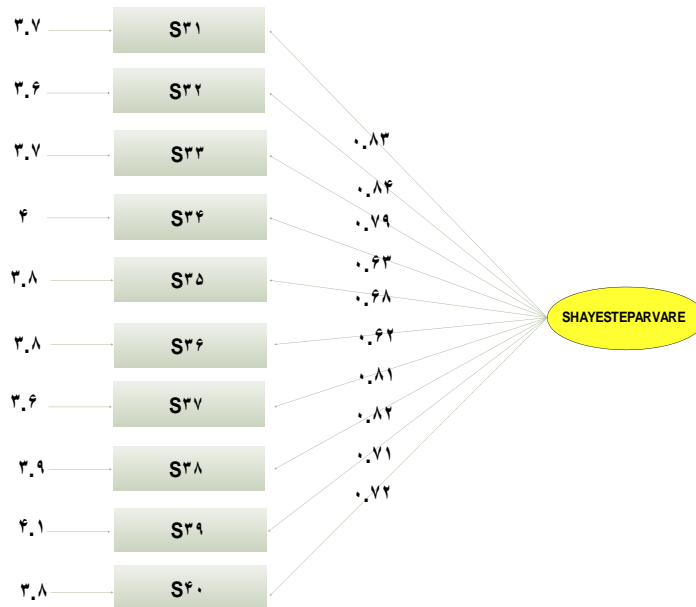 ۳.۷ S۳۱
۳.۶ S۳۲
۳.۷ S۳۳
۴ S۳۴
۳.۸ S۳۵
۳.۸ S۳۶
۳.۶ S۳۷
۳.۹ S۳۸
۴.۱ S۳۹
۳.۸ S۴۰
۰.۸۳
۰.۸۴
۰.۷۹
۰.۶۳
۰.۶۸
۰.۶۲
۰.۸۱
۰.۸۲
۰.۷۱
۰.۷۲
SHAYESTEPARVARE